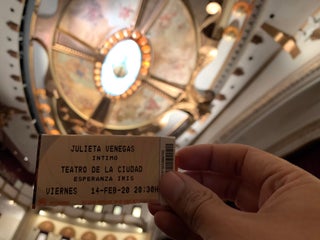 JULIETA VENEGAS
INTIMO
TEATRO DE LA CIUDAD
ESPERANZA IRIS
VIERNES 14-FEB-20 20:30H